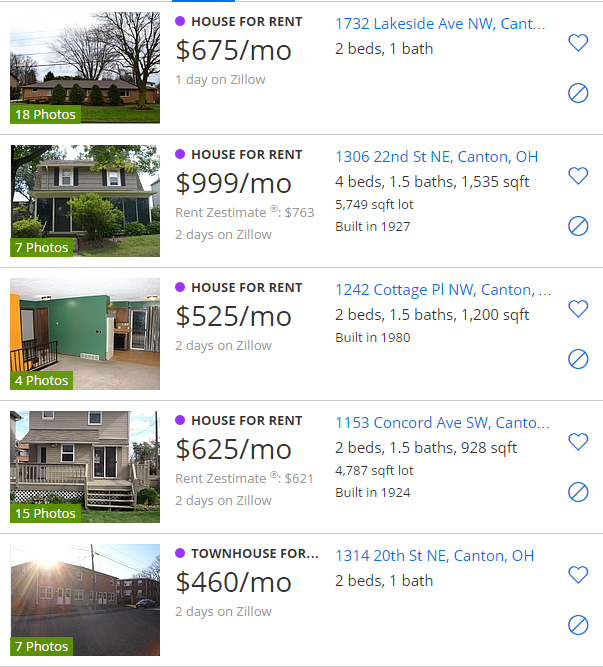 HOUSE FOR RENT
$675/mo
1 day on Zillow
1732 Lakeside Ave NW, Cant...
2 beds, 1 bath
18 Photos
HOUSE FOR RENT
$999/mo
Rent Zestimate ®: $763
2 days on Zillow
1306 22nd St NE, Canton, OH
4 beds, 1.5 baths, 1,535 sqft
5,749 sqft lot
Built in 1927
7 Photos
HOUSE FOR RENT
$525/mo
2 days on Zillow
1242 Cottage Pl NW, Canton, ...
2 beds, 1.5 baths, 1,200 sqft
Built in 1980
4 Photos
HOUSE FOR RENT
$625/mo
Rent Zestimate ®: $621
2 days on Zillow
1153 Concord Ave SW, Canto...
2 beds, 1.5 baths, 928 sqft
4,787 sqft lot
Built in 1924
15 Photos
TOWNHOUSE FOR...
$460/mo
2 days on Zillow
1314 20th St NE, Canton, OH
2 beds, 1 bath
7 Photos